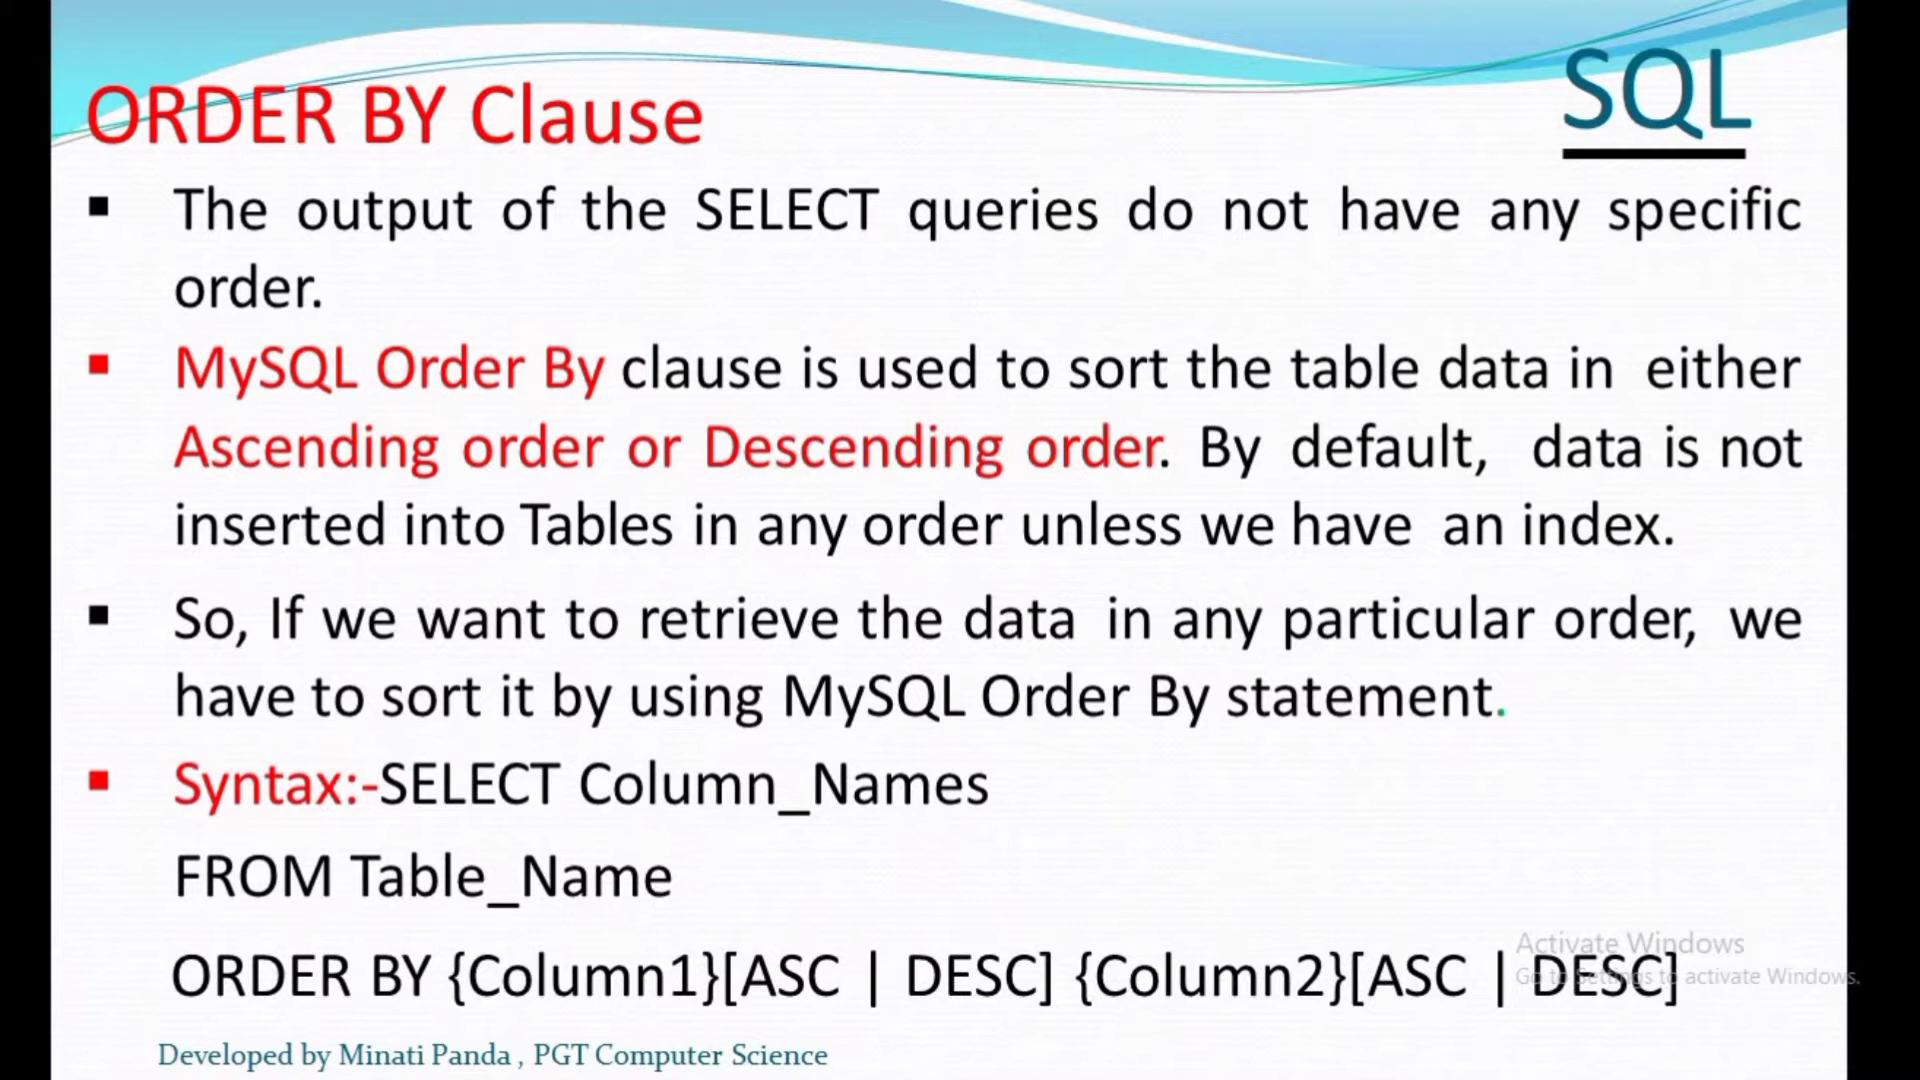 SQL
ORDER BY Clause
▪ The output of the SELECT queries do not have any specific
order.
▪ MySQL Order By clause is used to sort the table data in either
Ascending order or Descending order. By default, data is not
inserted into Tables in any order unless we have an index.
▪ So, If we want to retrieve the data in any particular order, we
have to sort it by using MySQL Order By statement.
▪ Syntax:-SELECT Column_Names
FROM Table_Name
ORDER BY {Column1}[ASC | DESC] {Column2}[ASC | DESC]
Activate Windows
Go to Settings to activate Windows.
Developed by Minati Panda , PGT Computer Science